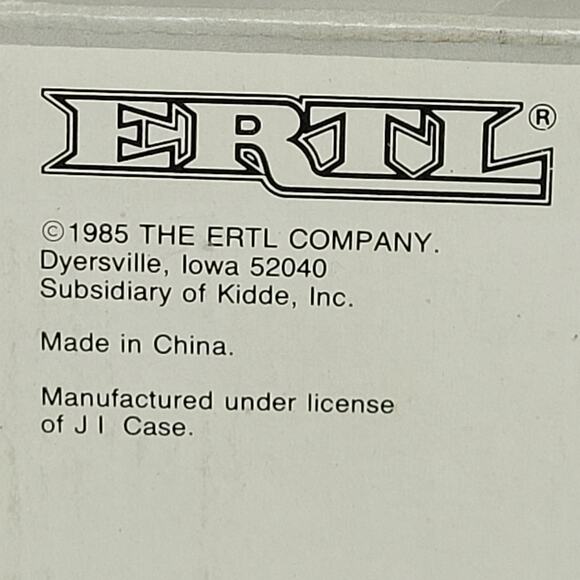 ERTL®
©1985 THE ERTL COMPANY.
Dyersville, Iowa 52040
Subsidiary of Kidde, Inc.
Made in China.
Manufactured under license
of J I Case.